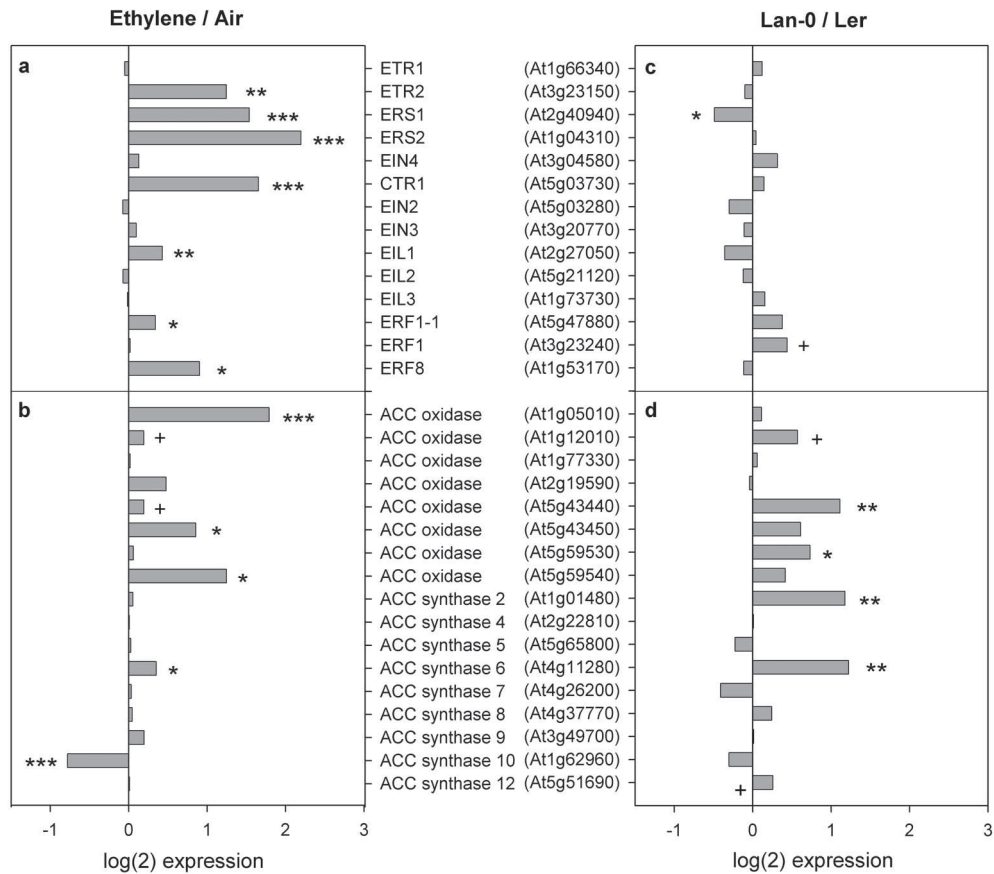 Ethylene / Air
Lan-0 / Ler
a
c
ETR1 (At1g66340)
ETR2 (At3g23150)
**
ERS1 (At2g40940)
***
*
ERS2 (At1g04310)
***
EIN4 (At3g04580)
CTR1 (At5g03730)
***
EIN2 (At5g03280)
EIN3 (At3g20770)
EIL1 (At2g27050)
**
EIL2 (At5g21120)
EIL3 (At1g73730)
ERF1-1 (At5g47880)
*
ERF1 (At3g23240)
+
ERF8 (At1g53170)
*
b
d
ACC oxidase (At1g05010)
***
ACC oxidase (At1g12010)
+
+
ACC oxidase (At1g77330)
ACC oxidase (At2g19590)
ACC oxidase (At5g43440)
+
**
ACC oxidase (At5g43450)
*
ACC oxidase (At5g59530)
*
ACC oxidase (At5g59540)
*
ACC synthase 2 (At1g01480)
**
ACC synthase 4 (At2g22810)
ACC synthase 5 (At5g65800)
ACC synthase 6 (At4g11280)
*
**
ACC synthase 7 (At4g26200)
ACC synthase 8 (At4g37770)
ACC synthase 9 (At3g49700)
ACC synthase 10 (At1g62960)
***
ACC synthase 12 (At5g51690)
+
-1 0 1 2 3
-1 0 1 2 3
log(2) expression
log(2) expression